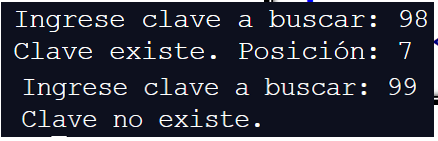 Ingrese clave a buscar: 98
Clave existe. Posición: 7
Ingrese clave a buscar: 99
Clave no existe.